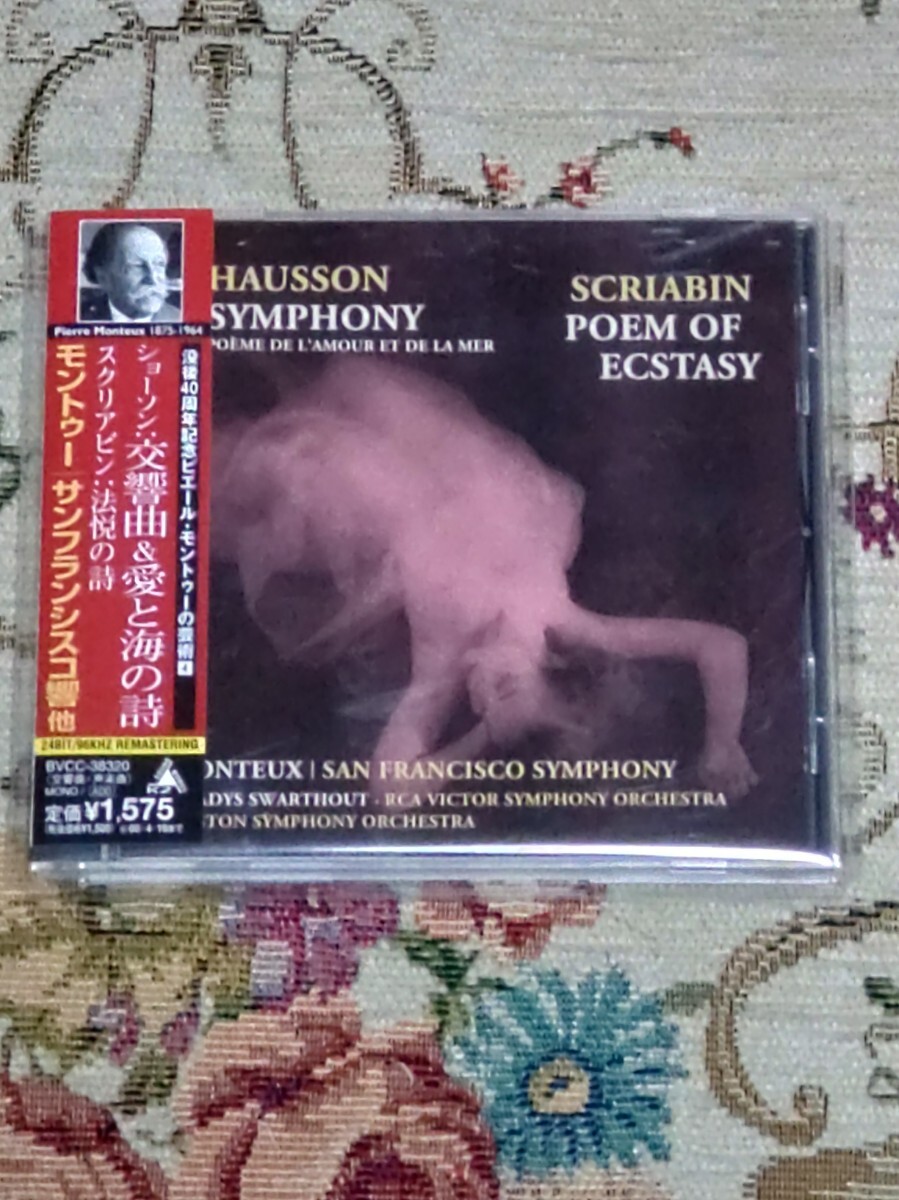 Pierre Monteux 1875-1964
没後40周年記念ピエール・モントゥーの芸術4
ショーソン:交響曲&愛と海の詩
スクリアビン:法悦の詩
モントゥー サンフランシスコ響 他
24BIT/96KHZ REMASTERING
BVCC-38320
MONO
定価¥1,575
HAUSSON
SYMPHONY
POÈME DE L'AMOUR ET DE LA MER
SCRIABIN
POEM OF
ECSTASY
ONTEUX | SAN FRANCISCO SYMPHONY
ADYS SWARTHOUT · RCA VICTOR SYMPHONY ORCHESTRA
TON SYMPHONY ORCHESTRA